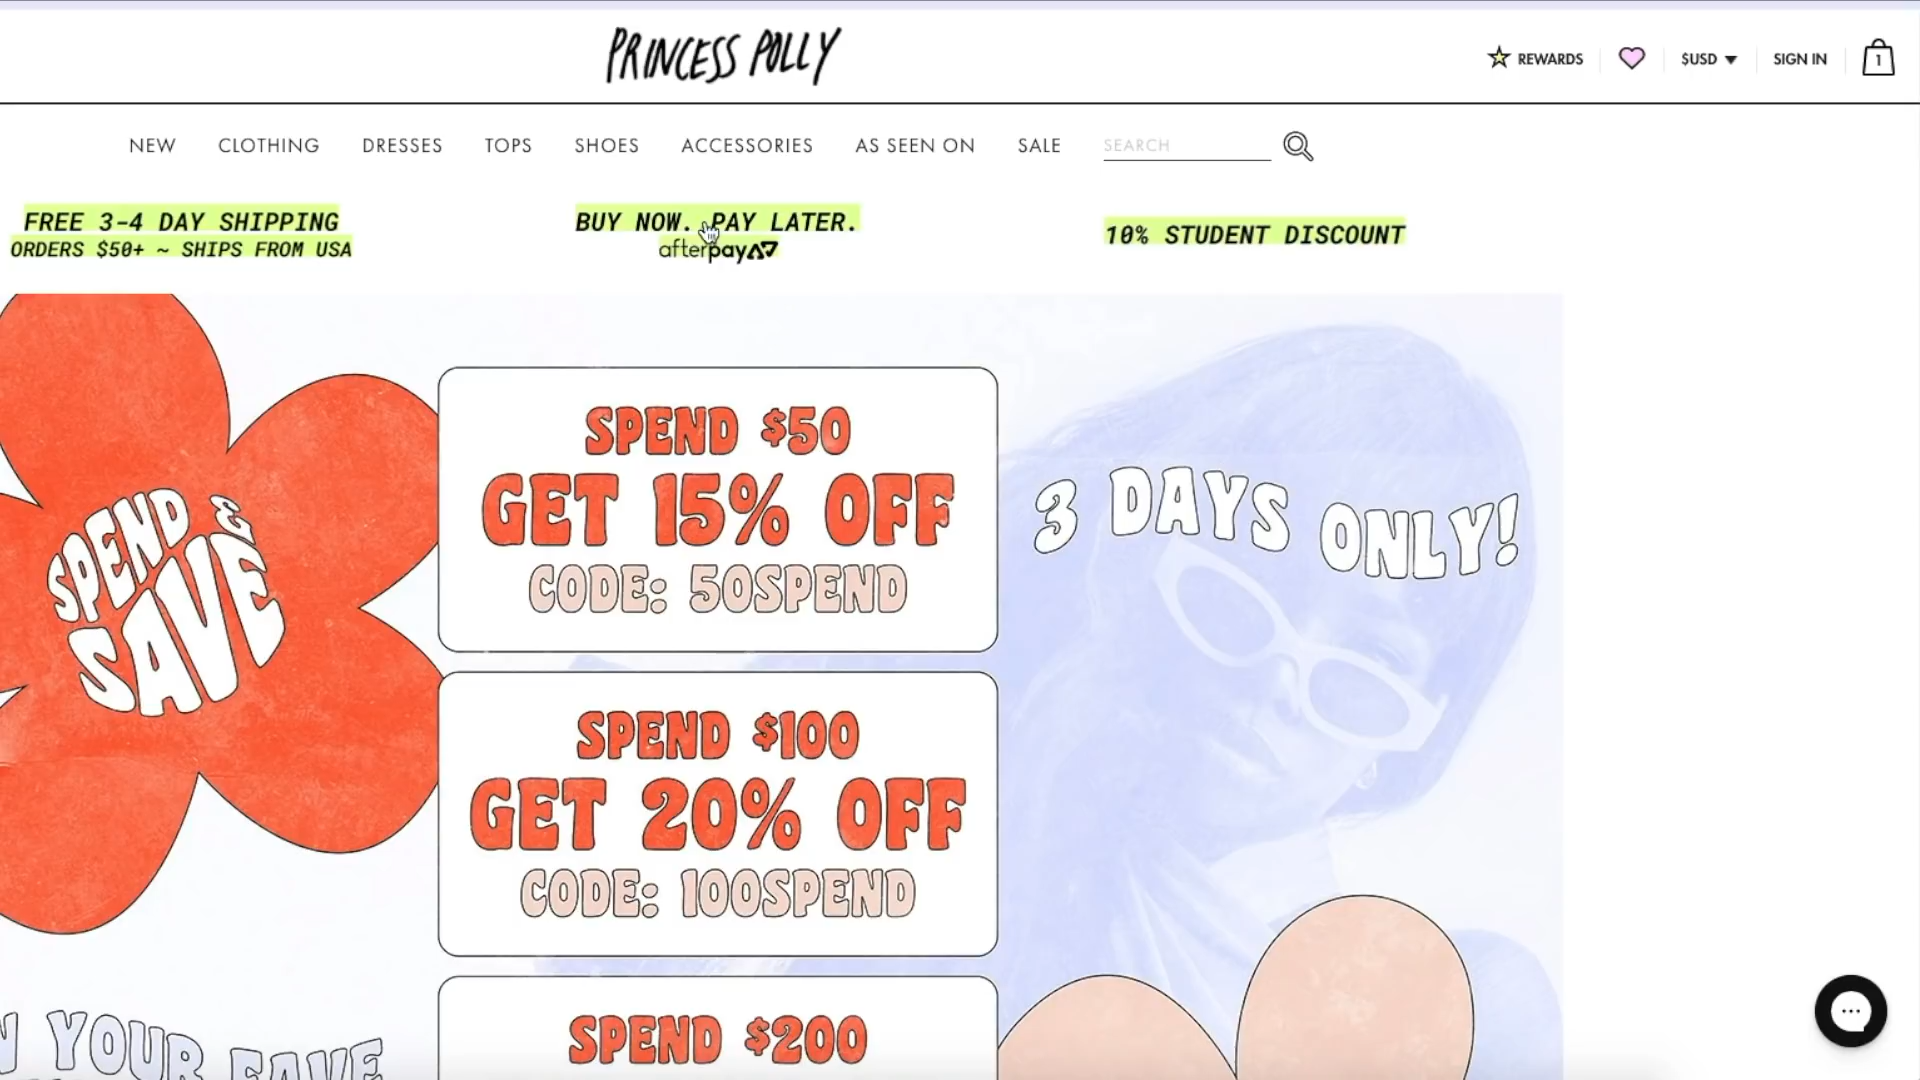 PRINCESS POLLY
REWARDS
$USD
SIGN IN
1
NEW
CLOTHING
DRESSES
TOPS
SHOES
ACCESSORIES
AS SEEN ON
SALE
SEARCH
FREE 3-4 DAY SHIPPING
ORDERS $50+ ~ SHIPS FROM USA
BUY NOW. PAY LATER.
afterpay
10% STUDENT DISCOUNT
SPEND &
SAVE
SPEND $50
GET 15% OFF
CODE: 50SPEND
3 DAYS ONLY!
SPEND $100
GET 20% OFF
CODE: 100SPEND
SPEND $200
YOUR FAVE